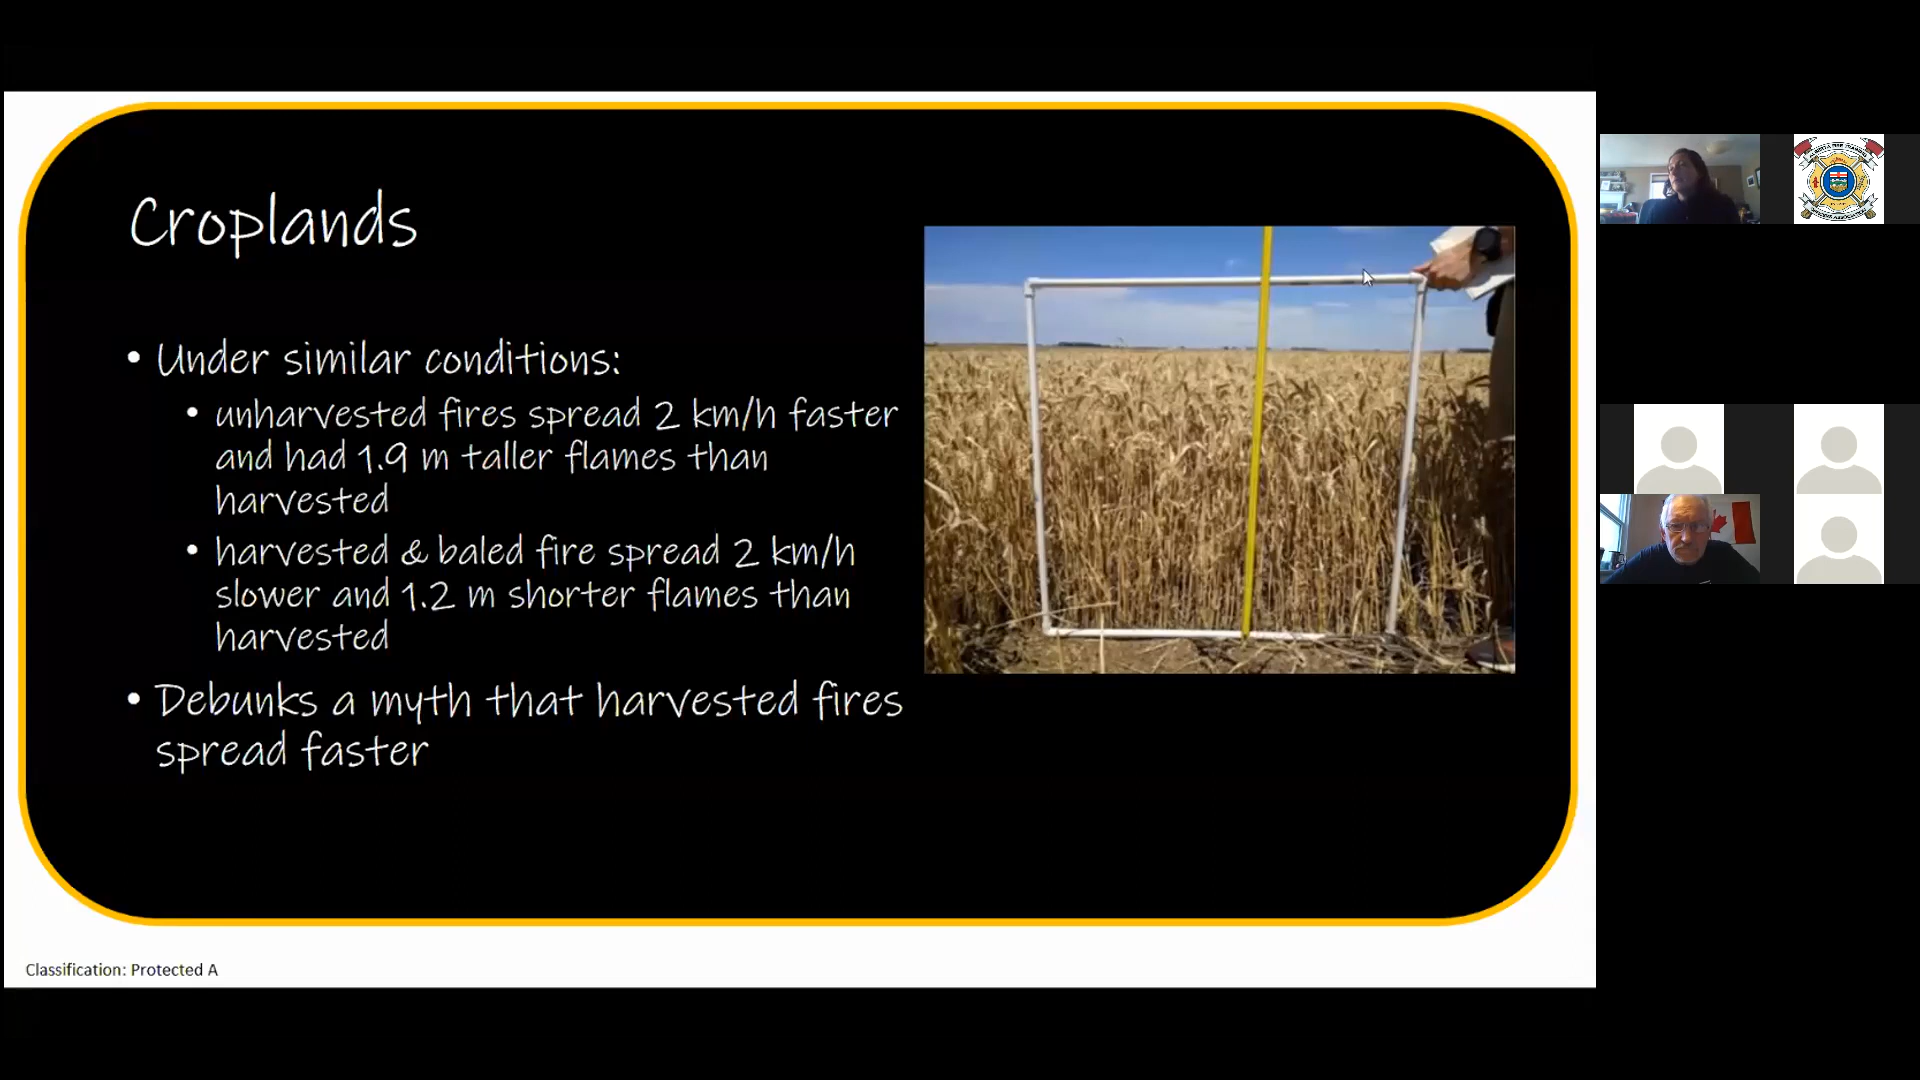 Croplands
• Under similar conditions:
• unharvested fires spread 2 km/h faster
and had 1.9 m taller flames than
harvested
• harvested & baled fire spread 2 km/h
slower and 1.2 m shorter flames than
harvested
• Debunks a myth that harvested fires
spread faster
Classification: Protected A